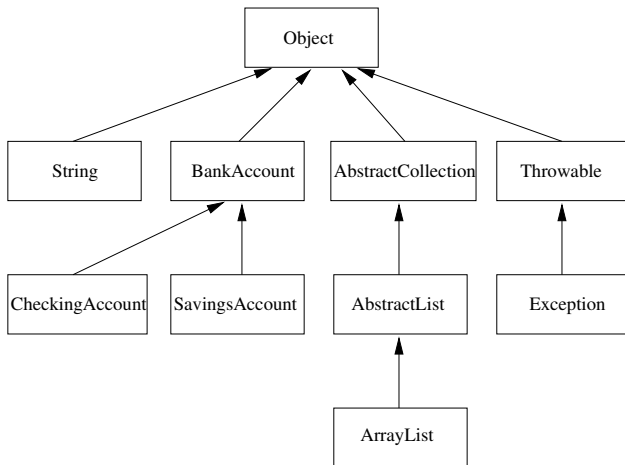 Object
String
BankAccount
AbstractCollection
Throwable
CheckingAccount
SavingsAccount
AbstractList
Exception
ArrayList